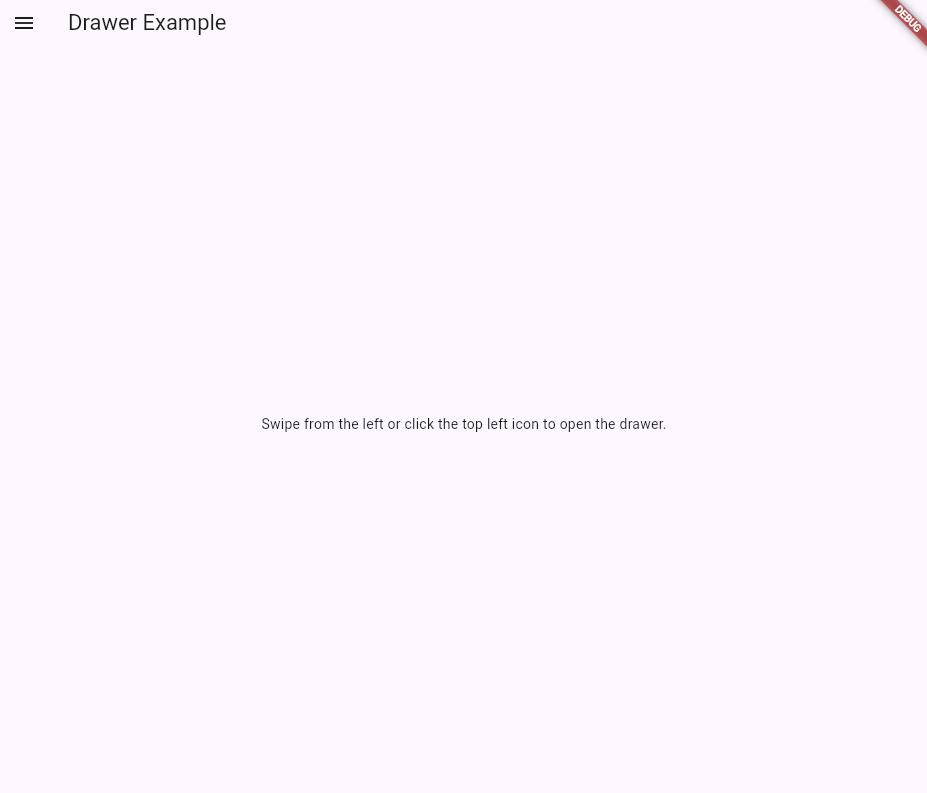 Drawer Example
DEBUG
Swipe from the left or click the top left icon to open the drawer.